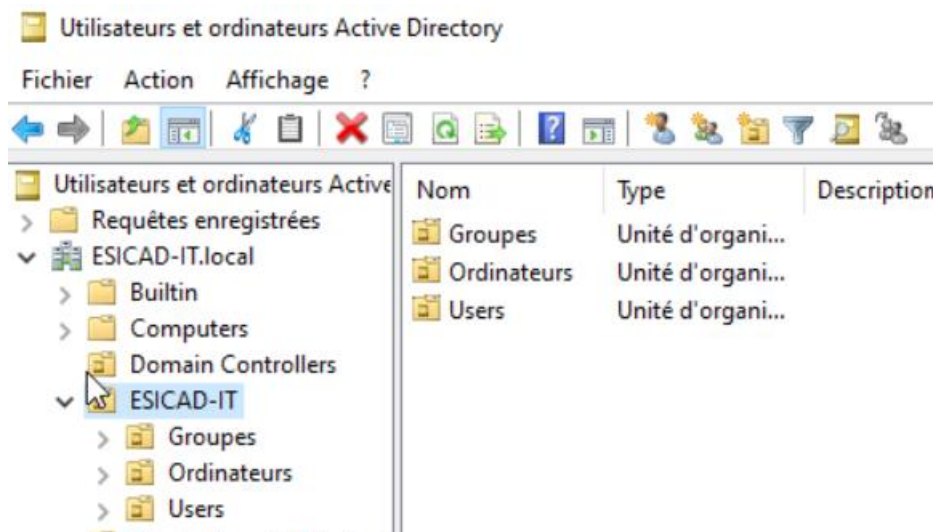 Utilisateurs et ordinateurs Active Directory
Fichier Action Affichage ?
Utilisateurs et ordinateurs Active
Requêtes enregistrées
ESICAD-IT.local
Builtin
Computers
Domain Controllers
ESICAD-IT
Groupes
Ordinateurs
Users
Nom Type Description
Groupes Unité d'organi...
Ordinateurs Unité d'organi...
Users Unité d'organi...